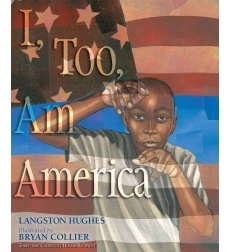 I, Too,
Am
America
LANGSTON HUGHES
Illustrated by
BRYAN COLLIER